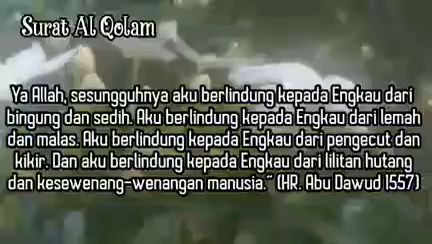 Surat Al Qolam
Ya Allah, sesungguhnya aku berlindung kepada Engkau dari
bingung dan sedih. Aku berlindung kepada Engkau dari lemah
dan malas. Aku berlindung kepada Engkau dari pengecut dan
kikir. Dan aku berlindung kepada Engkau dari lilitan hutang
dan kesewenang-wenangan manusia.” (HR. Abu Dawud 1557)